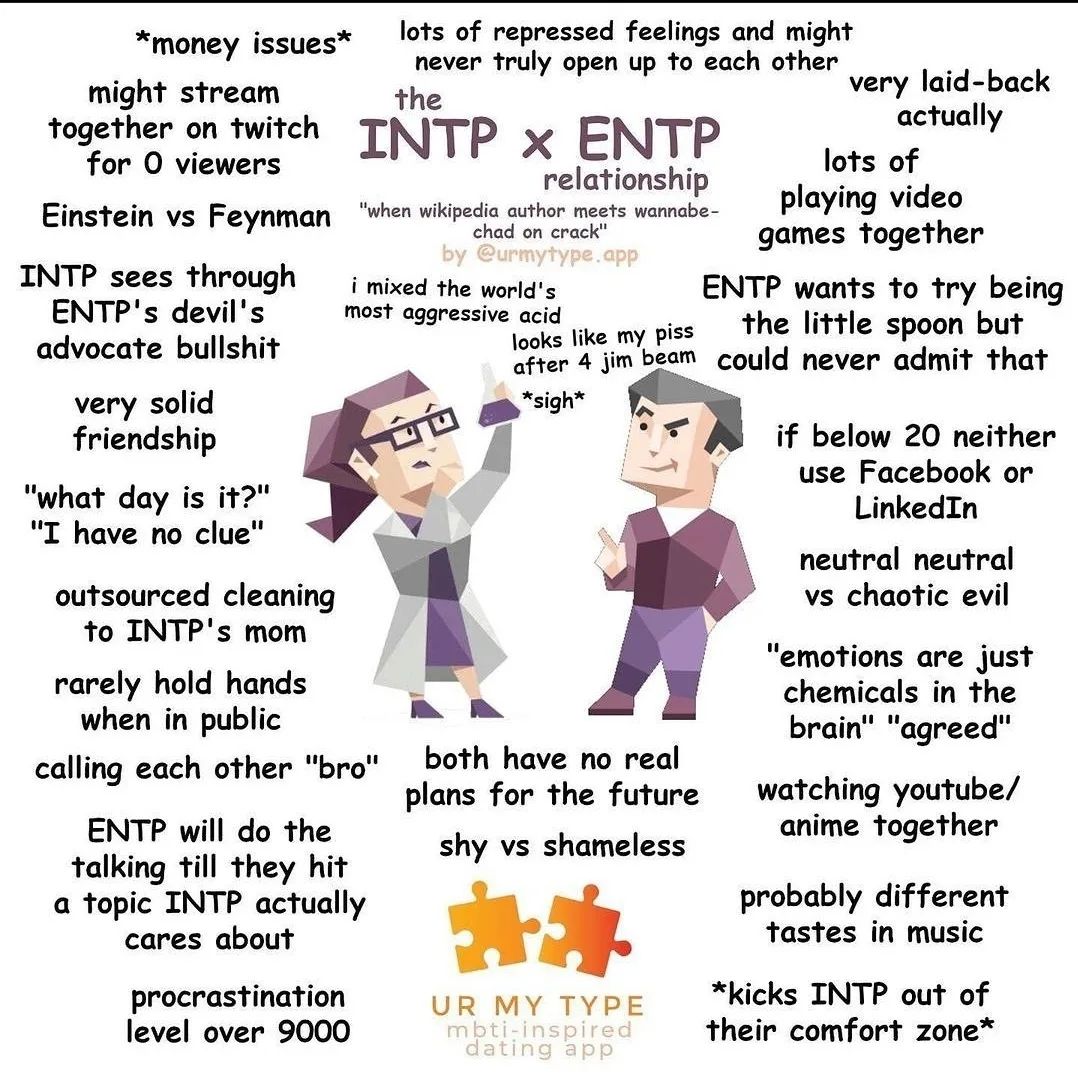 *money issues*
lots of repressed feelings and might
never truly open up to each other
very laid-back
actually
might stream
together on twitch
for 0 viewers
the
INTP x ENTP
relationship
"when wikipedia author meets wannabe-
chad on crack"
by @urmytype.app
lots of
playing video
games together
Einstein vs Feynman
INTP sees through
ENTP's devil's
advocate bullshit
i mixed the world's
most aggressive acid
looks like my piss
after 4 jim beam
*sigh*
ENTP wants to try being
the little spoon but
could never admit that
very solid
friendship
if below 20 neither
use Facebook or
LinkedIn
"what day is it?"
"I have no clue"
neutral neutral
vs chaotic evil
outsourced cleaning
to INTP's mom
"emotions are just
chemicals in the
brain" "agreed"
rarely hold hands
when in public
calling each other "bro"
both have no real
plans for the future
watching youtube/
anime together
ENTP will do the
talking till they hit
a topic INTP actually
cares about
shy vs shameless
probably different
tastes in music
procrastination
level over 9000
UR MY TYPE
mbti-inspired
dating app
*kicks INTP out of
their comfort zone*